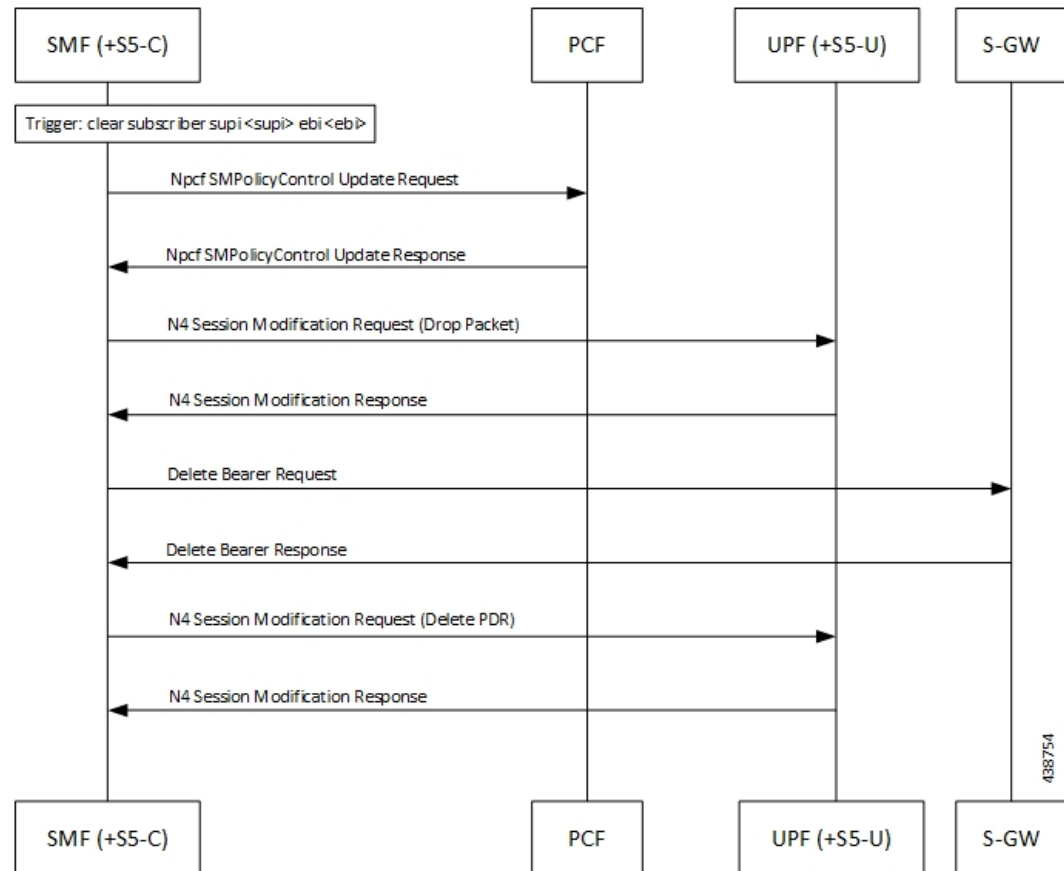 SMF (+S5-C)
PCF
UPF (+S5-U)
S-GW
Trigger: clear subscriber supi <supi> ebi <ebi>
Npcf SMPolicyControl Update Request
Npcf SMPolicyControl Update Response
N4 Session Modification Request (Drop Packet)
N4 Session Modification Response
Delete Bearer Request
Delete Bearer Response
N4 Session Modification Request (Delete PDR)
N4 Session Modification Response
438754
SMF (+S5-C)
PCF
UPF (+S5-U)
S-GW